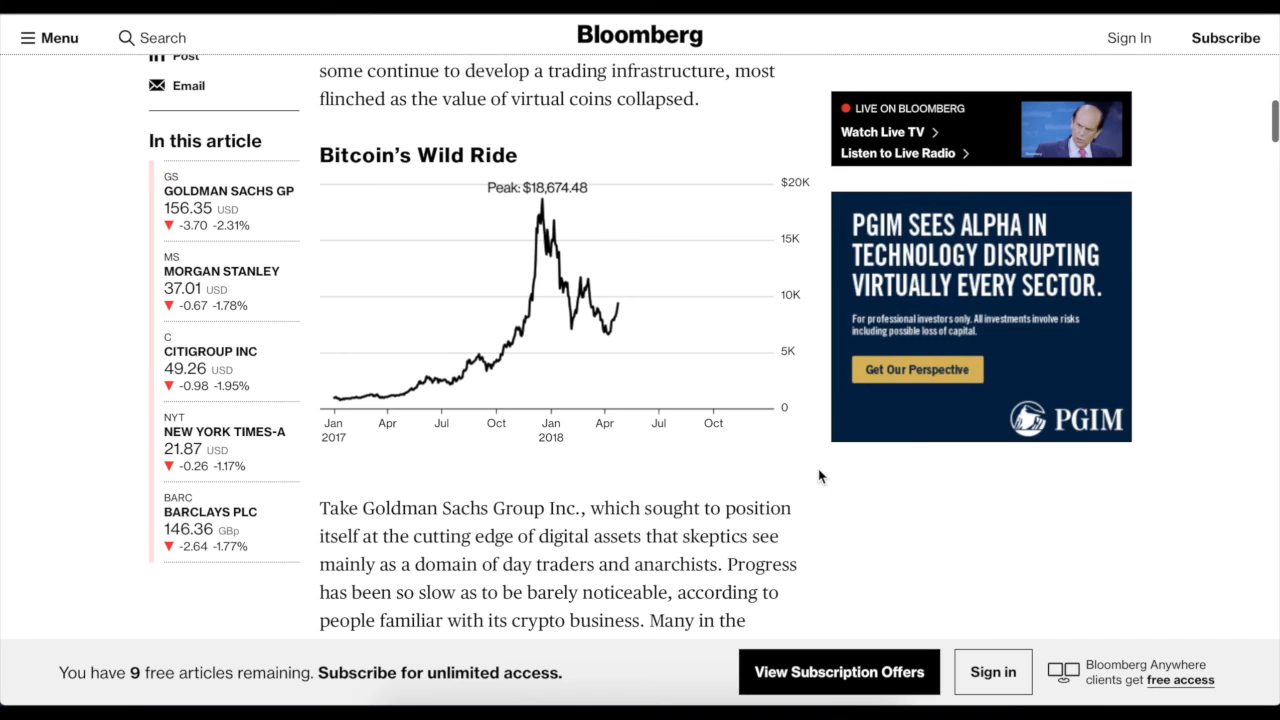 Menu
Search
Bloomberg
Sign In
Subscribe
Post
Email
In this article
GS
GOLDMAN SACHS GP
156.35 USD
▼ -3.70 -2.31%
MS
MORGAN STANLEY
37.01 USD
▼ -0.67 -1.78%
C
CITIGROUP INC
49.26 USD
▼ -0.98 -1.95%
NYT
NEW YORK TIMES-A
21.87 USD
▼ -0.26 -1.17%
BARC
BARCLAYS PLC
146.36 GBp
▼ -2.64 -1.77%
some continue to develop a trading infrastructure, most
flinched as the value of virtual coins collapsed.
Bitcoin’s Wild Ride
Peak: $18,674.48
$20K
15K
10K
5K
0
Jan Apr Jul Oct Jan Apr Jul Oct
2017 2018
Take Goldman Sachs Group Inc., which sought to position
itself at the cutting edge of digital assets that skeptics see
mainly as a domain of day traders and anarchists. Progress
has been so slow as to be barely noticeable, according to
people familiar with its crypto business. Many in the
LIVE ON BLOOMBERG
Watch Live TV
Listen to Live Radio
PGIM SEES ALPHA IN
TECHNOLOGY DISRUPTING
VIRTUALLY EVERY SECTOR.
For professional investors only. All investments involve risks
including possible loss of capital.
Get Our Perspective
PGIM
You have 9 free articles remaining. Subscribe for unlimited access.
View Subscription Offers
Sign in
Bloomberg Anywhere
clients get free access